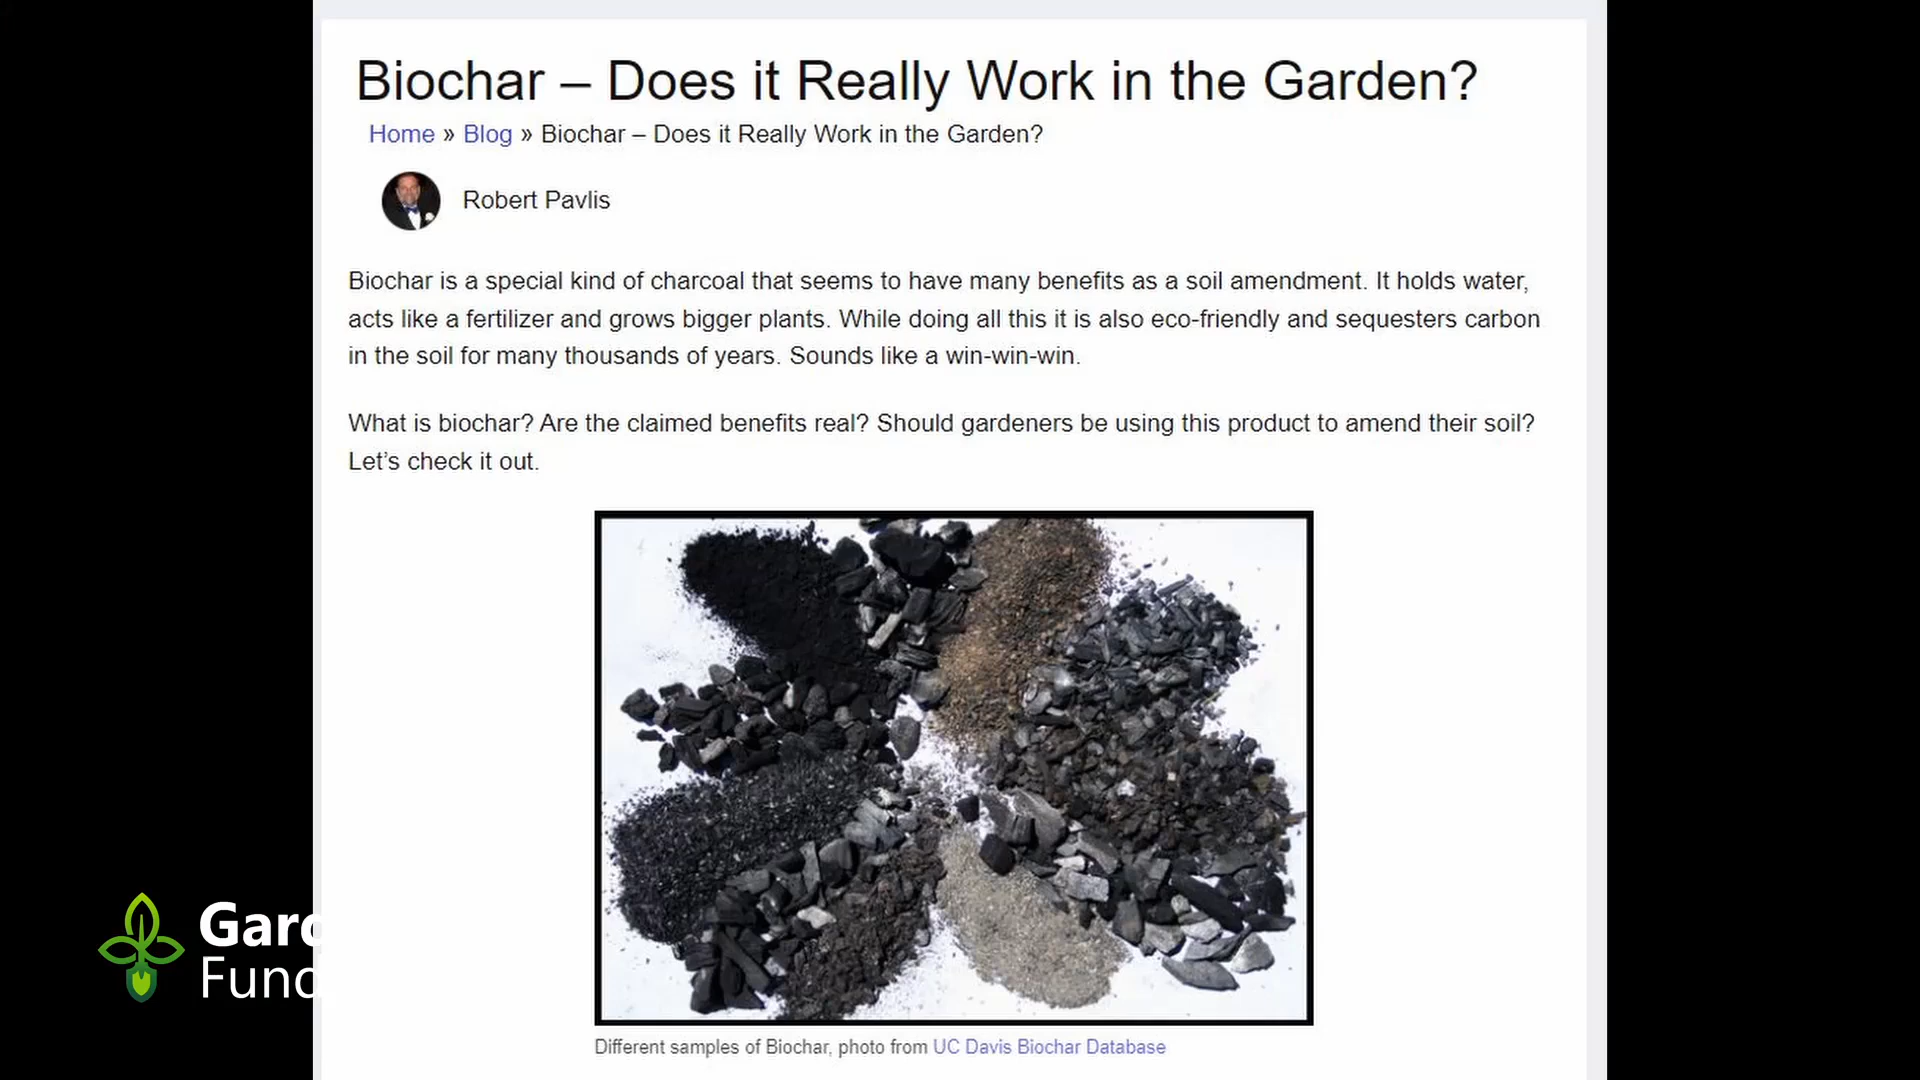 Biochar – Does it Really Work in the Garden?
Home » Blog » Biochar – Does it Really Work in the Garden?
Robert Pavlis
Biochar is a special kind of charcoal that seems to have many benefits as a soil amendment. It holds water,
acts like a fertilizer and grows bigger plants. While doing all this it is also eco-friendly and sequesters carbon
in the soil for many thousands of years. Sounds like a win-win-win.
What is biochar? Are the claimed benefits real? Should gardeners be using this product to amend their soil?
Let’s check it out.
Different samples of Biochar, photo from UC Davis Biochar Database
Gard
Fund